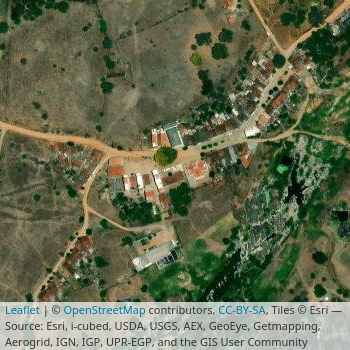 Leaflet | © OpenStreetMap contributors, CC-BY-SA, Tiles © Esri —
Source: Esri, i-cubed, USDA, USGS, AEX, GeoEye, Getmapping,
Aerogrid, IGN, IGP, UPR-EGP, and the GIS User Community